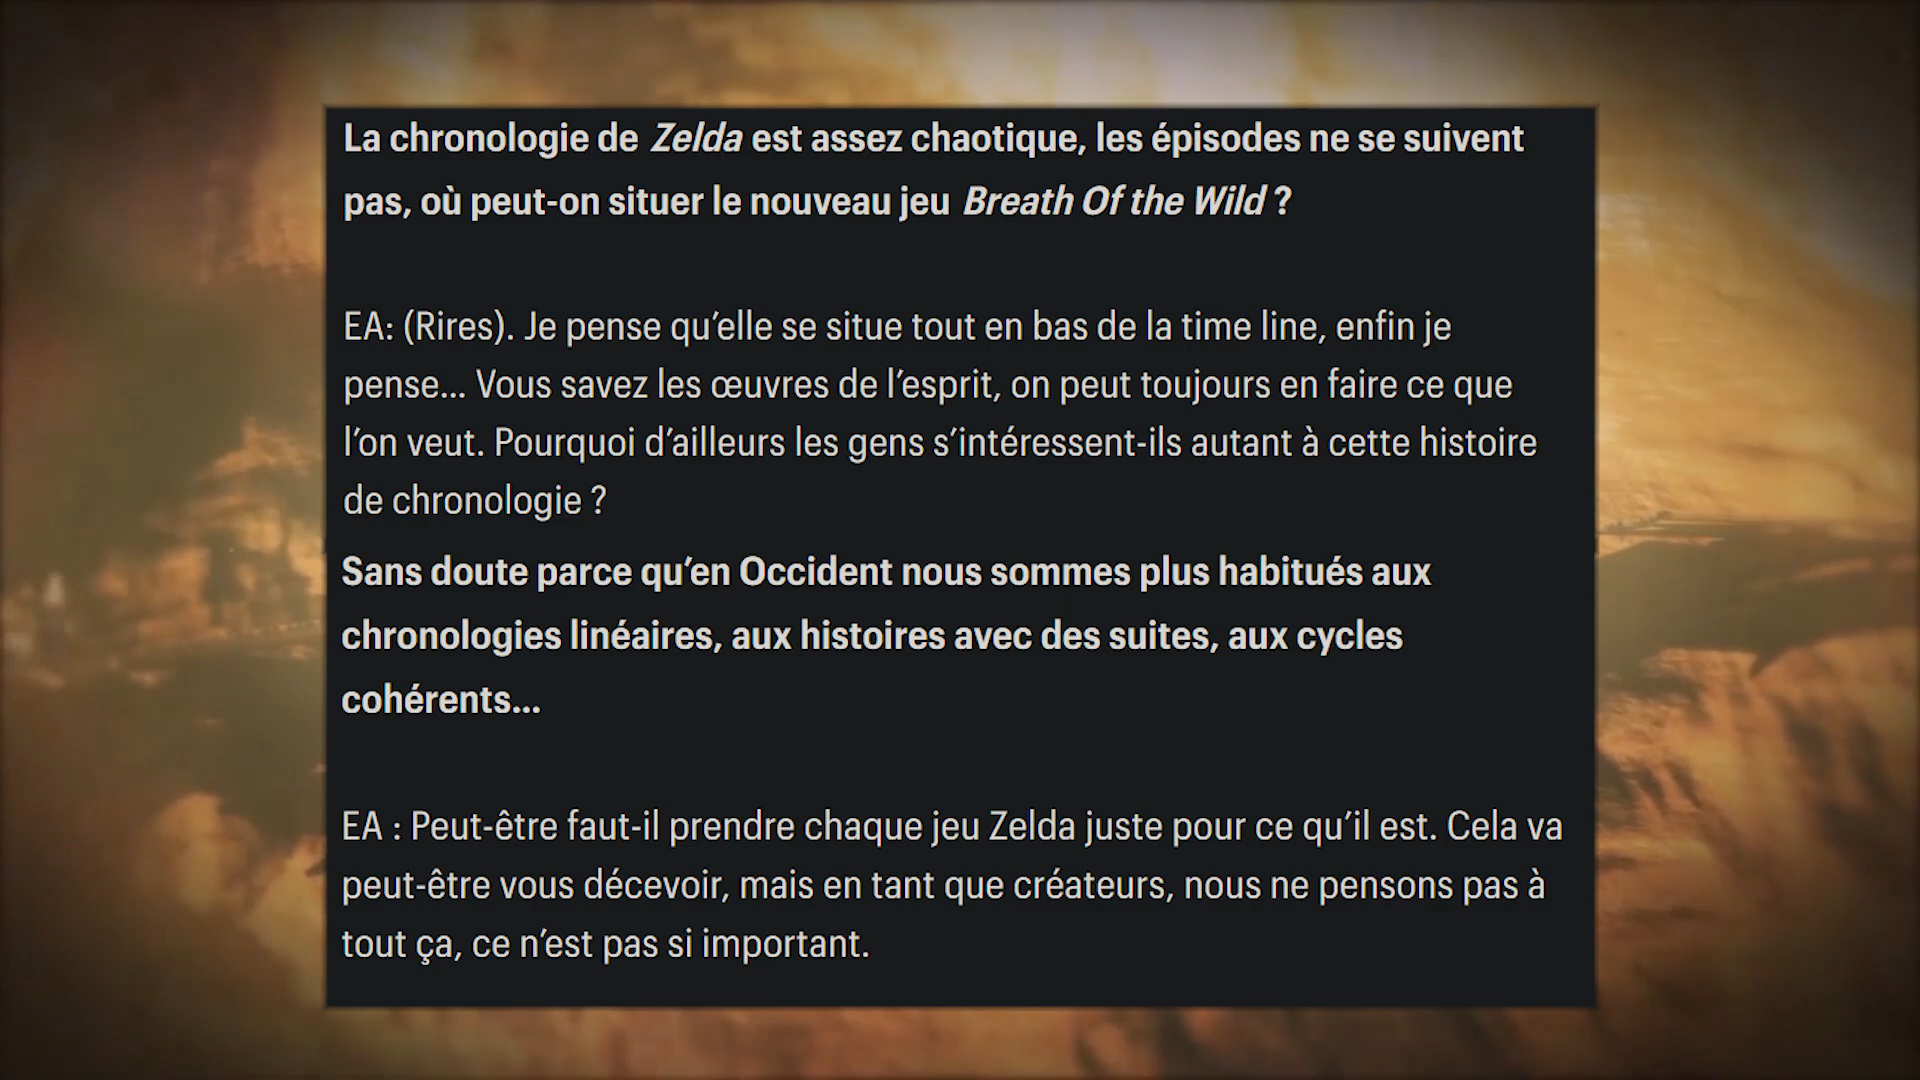 La chronologie de Zelda est assez chaotique, les épisodes ne se suivent
pas, où peut-on situer le nouveau jeu Breath Of the Wild ?
EA: (Rires). Je pense qu’elle se situe tout en bas de la time line, enfin je
pense... Vous savez les œuvres de l’esprit, on peut toujours en faire ce que
l’on veut. Pourquoi d’ailleurs les gens s’intéressent-ils autant à cette histoire
de chronologie ?
Sans doute parce qu’en Occident nous sommes plus habitués aux
chronologies linéaires, aux histoires avec des suites, aux cycles
cohérents...
EA : Peut-être faut-il prendre chaque jeu Zelda juste pour ce qu’il est. Cela va
peut-être vous décevoir, mais en tant que créateurs, nous ne pensons pas à
tout ça, ce n’est pas si important.